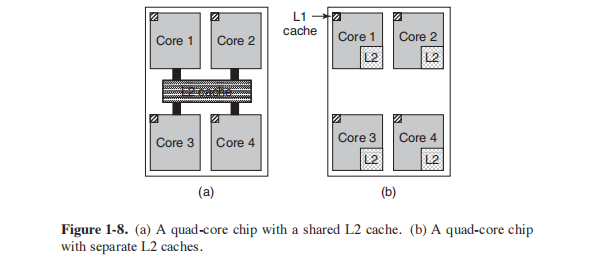 L1
cache
Core 1
Core 2
L2 cache
Core 3
Core 4
(a)
Core 1
L2
Core 2
L2
Core 3
L2
Core 4
L2
(b)
Figure 1-8. (a) A quad-core chip with a shared L2 cache. (b) A quad-core chip
with separate L2 caches.